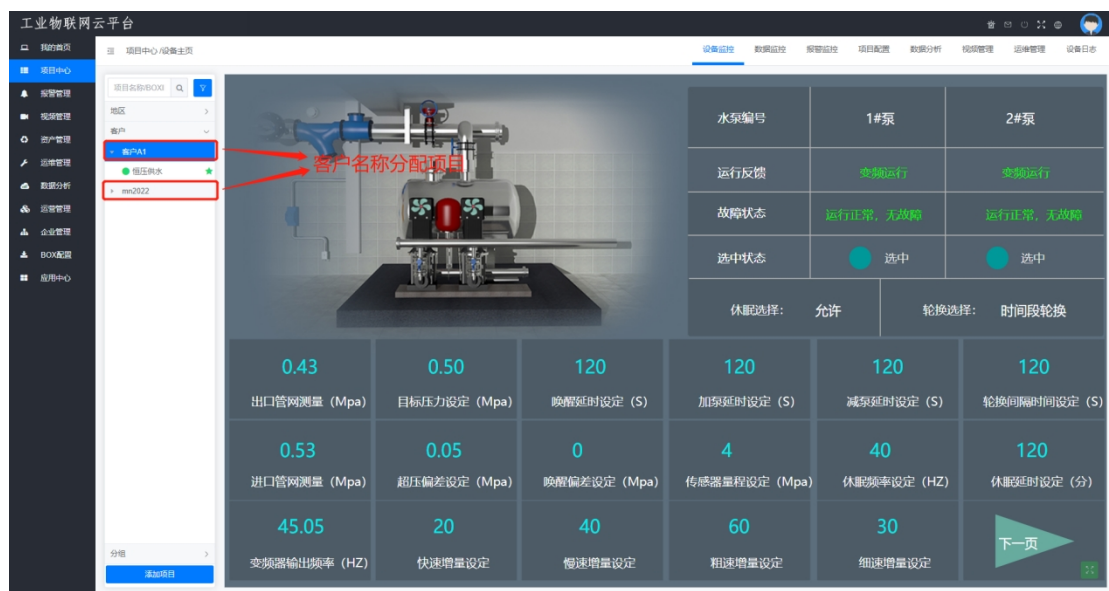 工业物联网云平台
我的首页
项目中心/设备主页
设备监控 数据监控 报警监控 项目配置 数据分析 视频管理 运维管理 设备日志
项目中心
报警管理
视频管理
资产管理
运维管理
数据分析
运营管理
企业管理
BOX配置
应用中心
项目名称/BOXI
地区
客户
客户A1
恒压供水
mn2022
分组
添加项目
客户名称分配项目
水泵编号 1#泵 2#泵
运行反馈 变频运行 变频运行
故障状态 运行正常，无故障 运行正常，无故障
选中状态 选中 选中
休眠选择： 允许 轮换选择： 时间段轮换
0.43 0.50 120 120 120 120
出口管网测量（Mpa） 目标压力设定（Mpa） 唤醒延时设定（S） 加泵延时设定（S） 减泵延时设定（S） 轮换间隔时间设定（S）
0.53 0.05 0 4 40 120
进口管网测量（Mpa） 超压偏差设定（Mpa） 唤醒偏差设定（Mpa） 传感器量程设定（Mpa） 休眠频率设定（HZ） 休眠延时设定（分）
45.05 20 40 60 30
变频器输出频率（HZ） 快速增量设定 慢速增量设定 粗速增量设定 细速增量设定
下一页